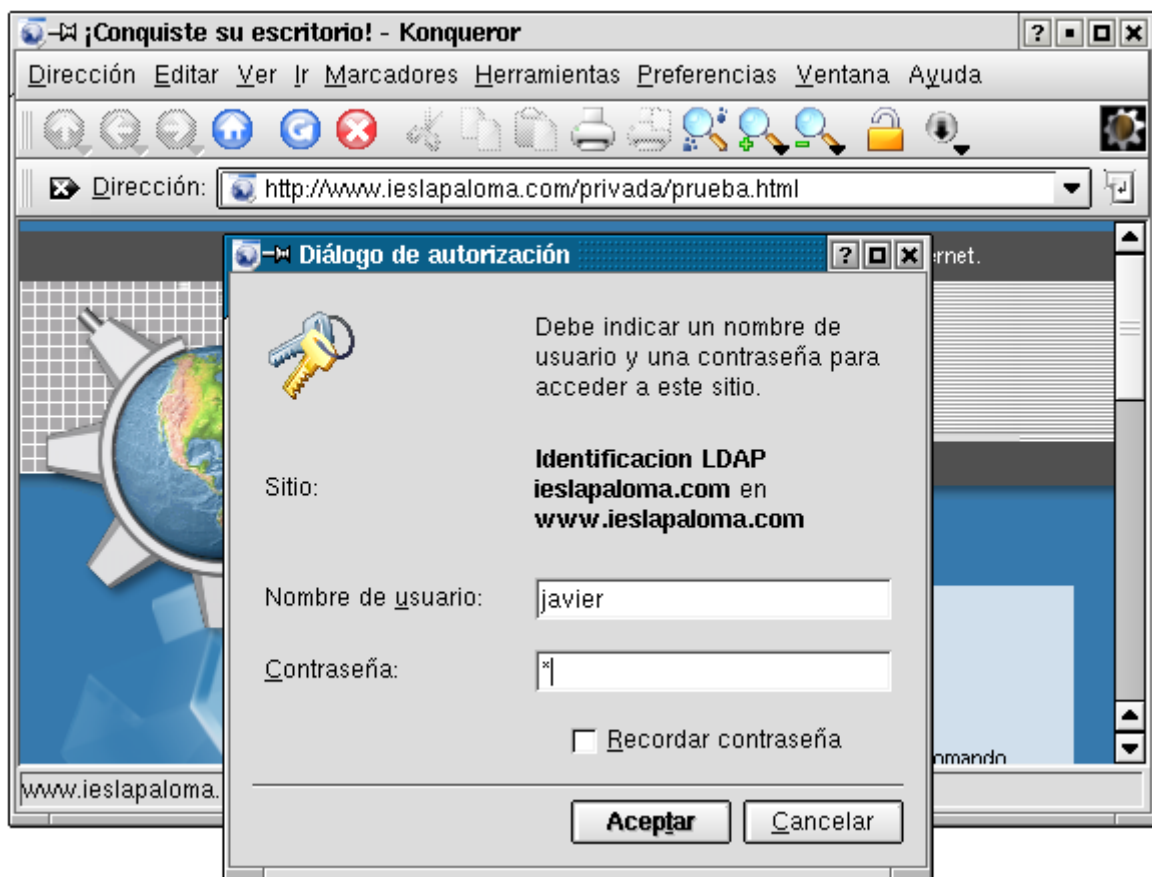 ¡Conquiste su escritorio! - Konqueror
Dirección Editar Ver Ir Marcadores Herramientas Preferencias Ventana Ayuda
Dirección: http://www.ieslapaloma.com/privada/prueba.html
Diálogo de autorización
ernet.
Debe indicar un nombre de
usuario y una contraseña para
acceder a este sitio.
Sitio:
Identificacion LDAP
ieslapaloma.com en
www.ieslapaloma.com
Nombre de usuario: javier
Contraseña: *
Recordar contraseña
omando
www.ieslapaloma.
Aceptar Cancelar